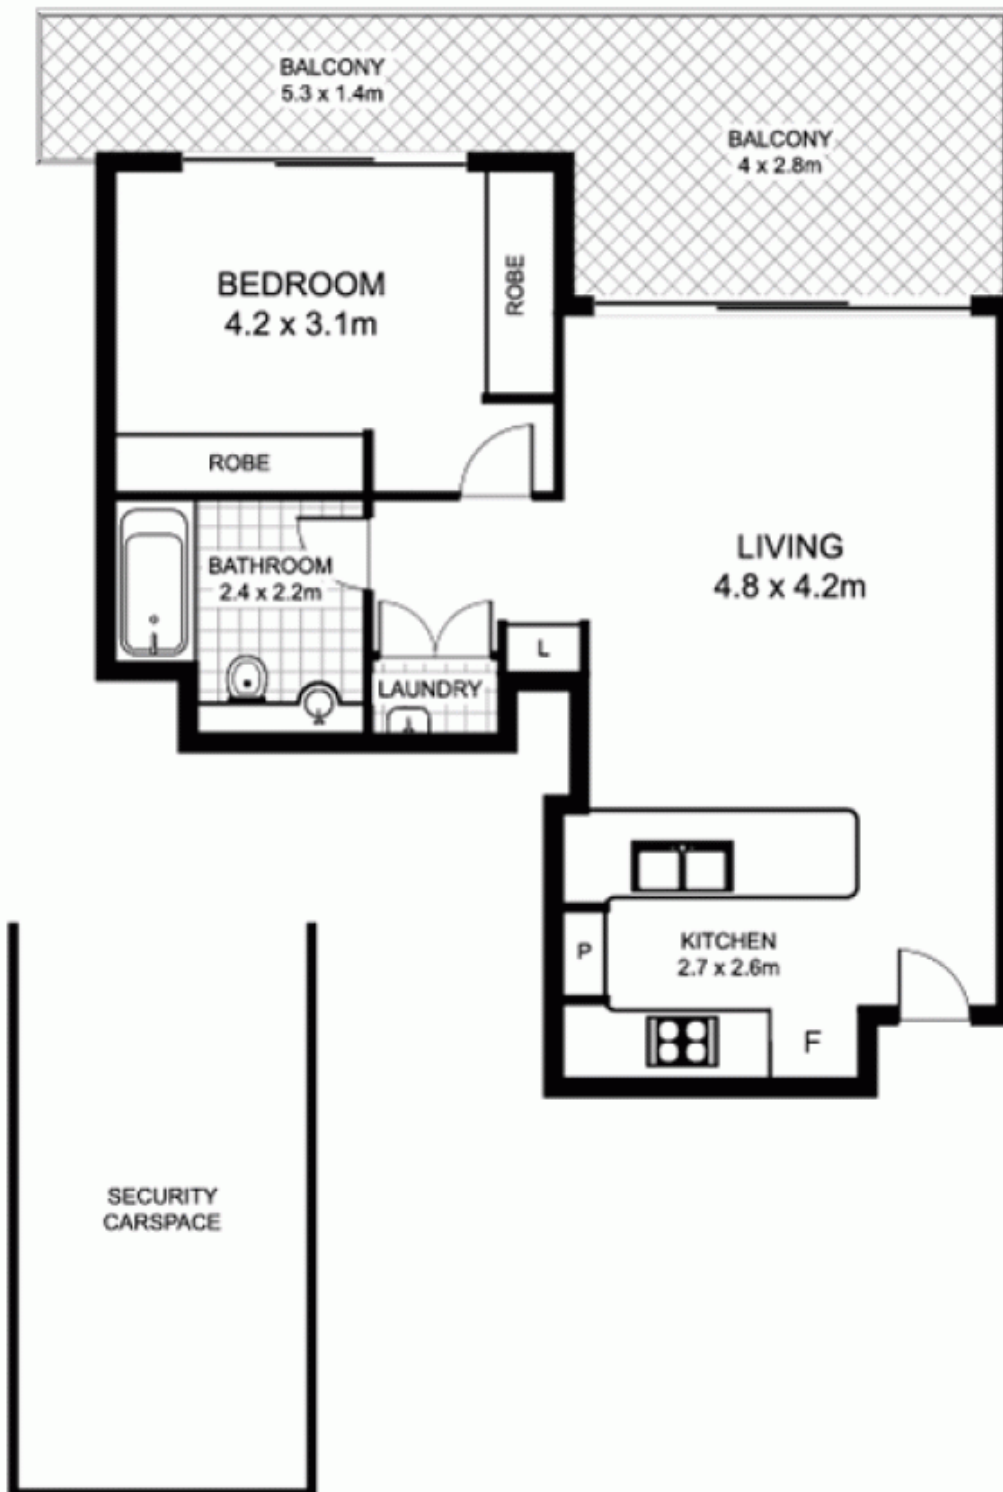 BALCONY
5.3 x 1.4m
BALCONY
4 x 2.8m
BEDROOM
4.2 x 3.1m
ROBE
ROBE
BATHROOM
2.4 x 2.2m
LIVING
4.8 x 4.2m
L
LAUNDRY
P
KITCHEN
2.7 x 2.6m
F
SECURITY
CARSPACE